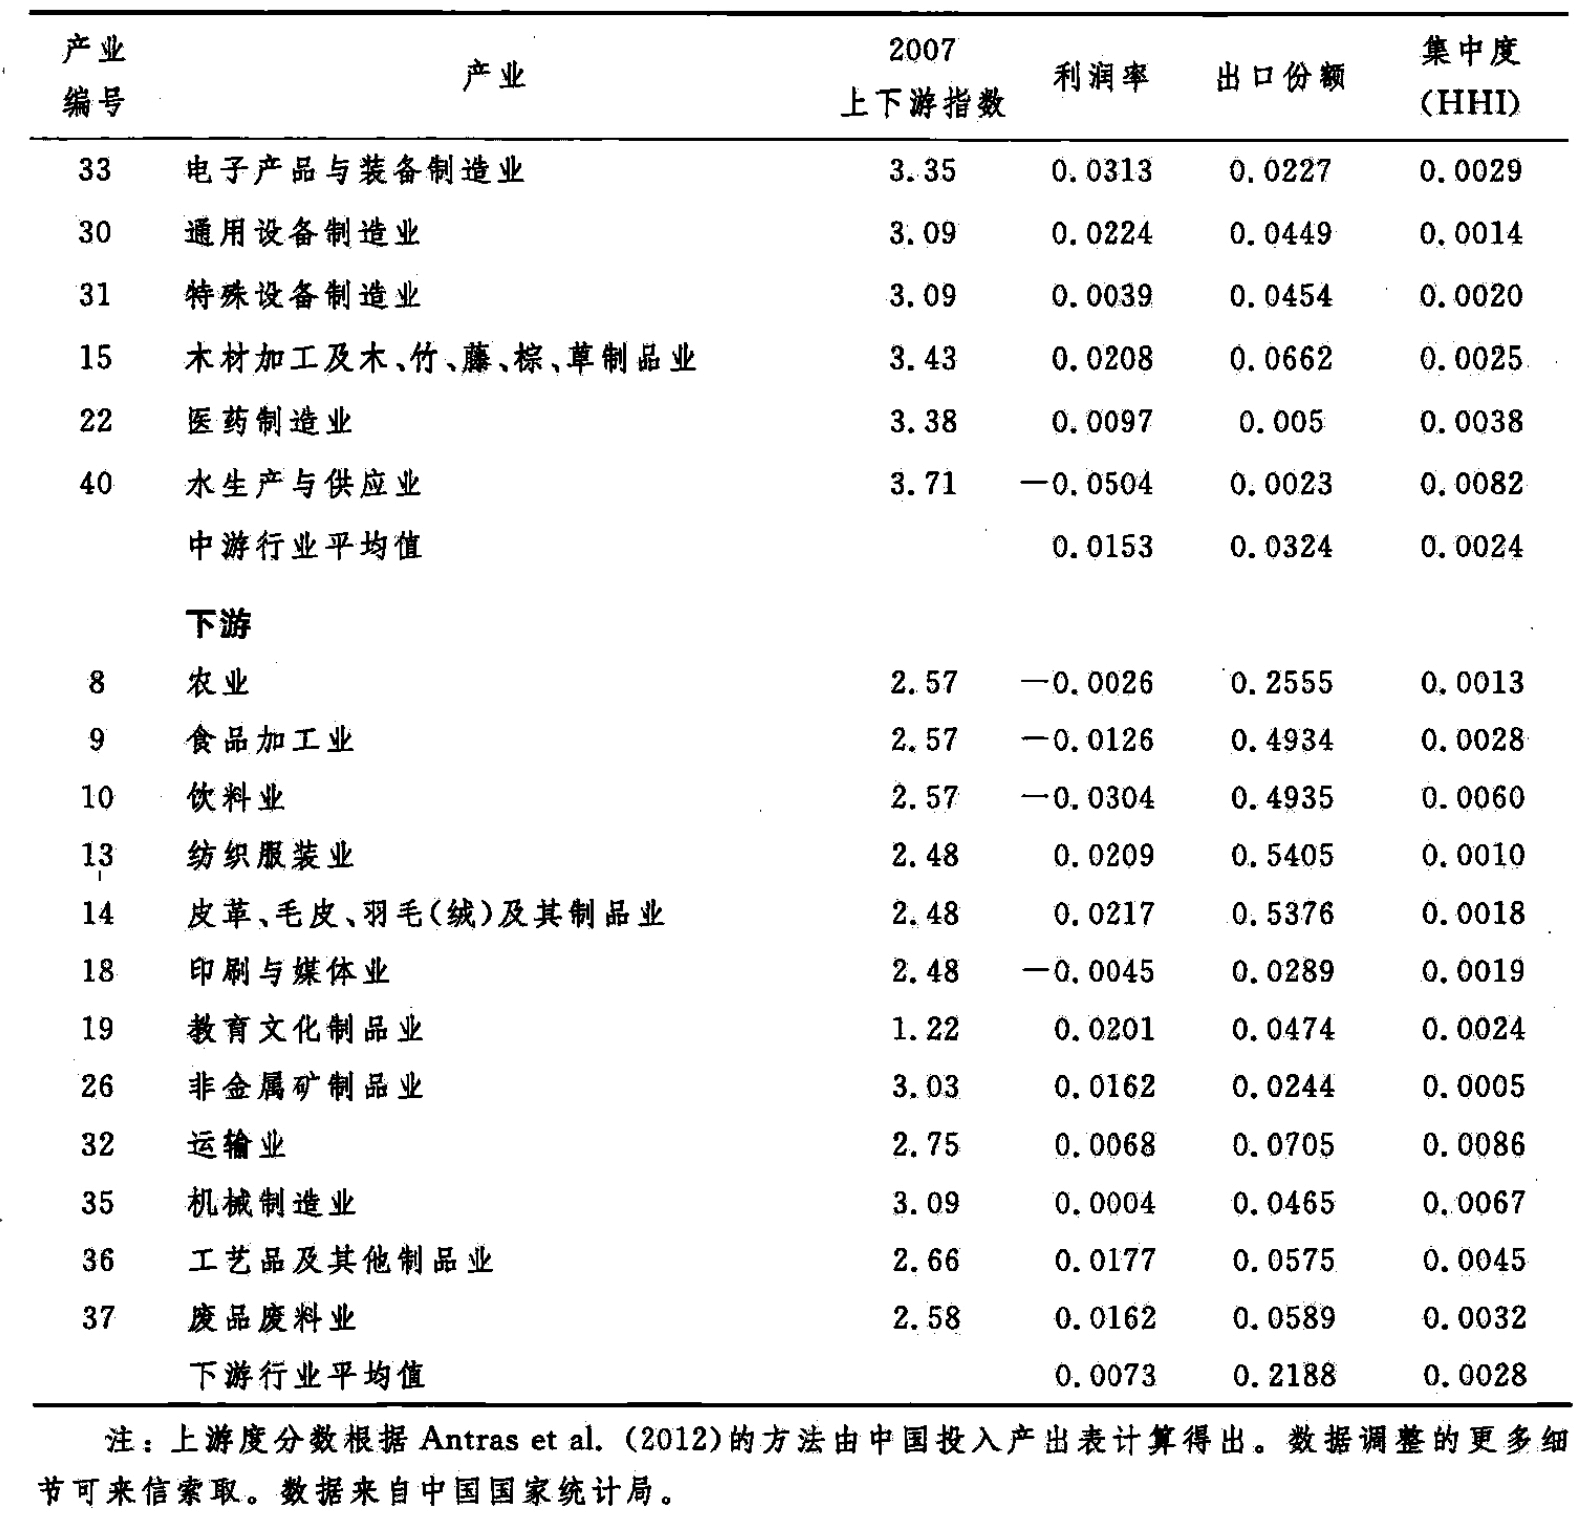 产业编号 产业 2007上下游指数 利润率 出口份额 集中度(HHI)
33 电子产品与装备制造业 3.35 0.0313 0.0227 0.0029
30 通用设备制造业 3.09 0.0224 0.0449 0.0014
31 特殊设备制造业 3.09 0.0039 0.0454 0.0020
15 木材加工及木、竹、藤、棕、草制品业 3.43 0.0208 0.0662 0.0025
22 医药制造业 3.38 0.0097 0.005 0.0038
40 水生产与供应业 3.71 -0.0504 0.0023 0.0082
中游行业平均值 0.0153 0.0324 0.0024
下游
8 农业 2.57 -0.0026 0.2555 0.0013
9 食品加工业 2.57 -0.0126 0.4934 0.0028
10 饮料业 2.57 -0.0304 0.4935 0.0060
13 纺织服装业 2.48 0.0209 0.5405 0.0010
14 皮革、毛皮、羽毛(绒)及其制品业 2.48 0.0217 0.5376 0.0018
18 印刷与媒体业 2.48 -0.0045 0.0289 0.0019
19 教育文化制品业 1.22 0.0201 0.0474 0.0024
26 非金属矿制品业 3.03 0.0162 0.0244 0.0005
32 运输业 2.75 0.0068 0.0705 0.0086
35 机械制造业 3.09 0.0004 0.0465 0.0067
36 工艺品及其他制品业 2.66 0.0177 0.0575 0.0045
37 废品废料业 2.58 0.0162 0.0589 0.0032
下游行业平均值 0.0073 0.2188 0.0028
注：上游度分数根据 Antras et al. (2012)的方法由中国投入产出表计算得出。数据调整的更多细
节可来信索取。数据来自中国国家统计局。